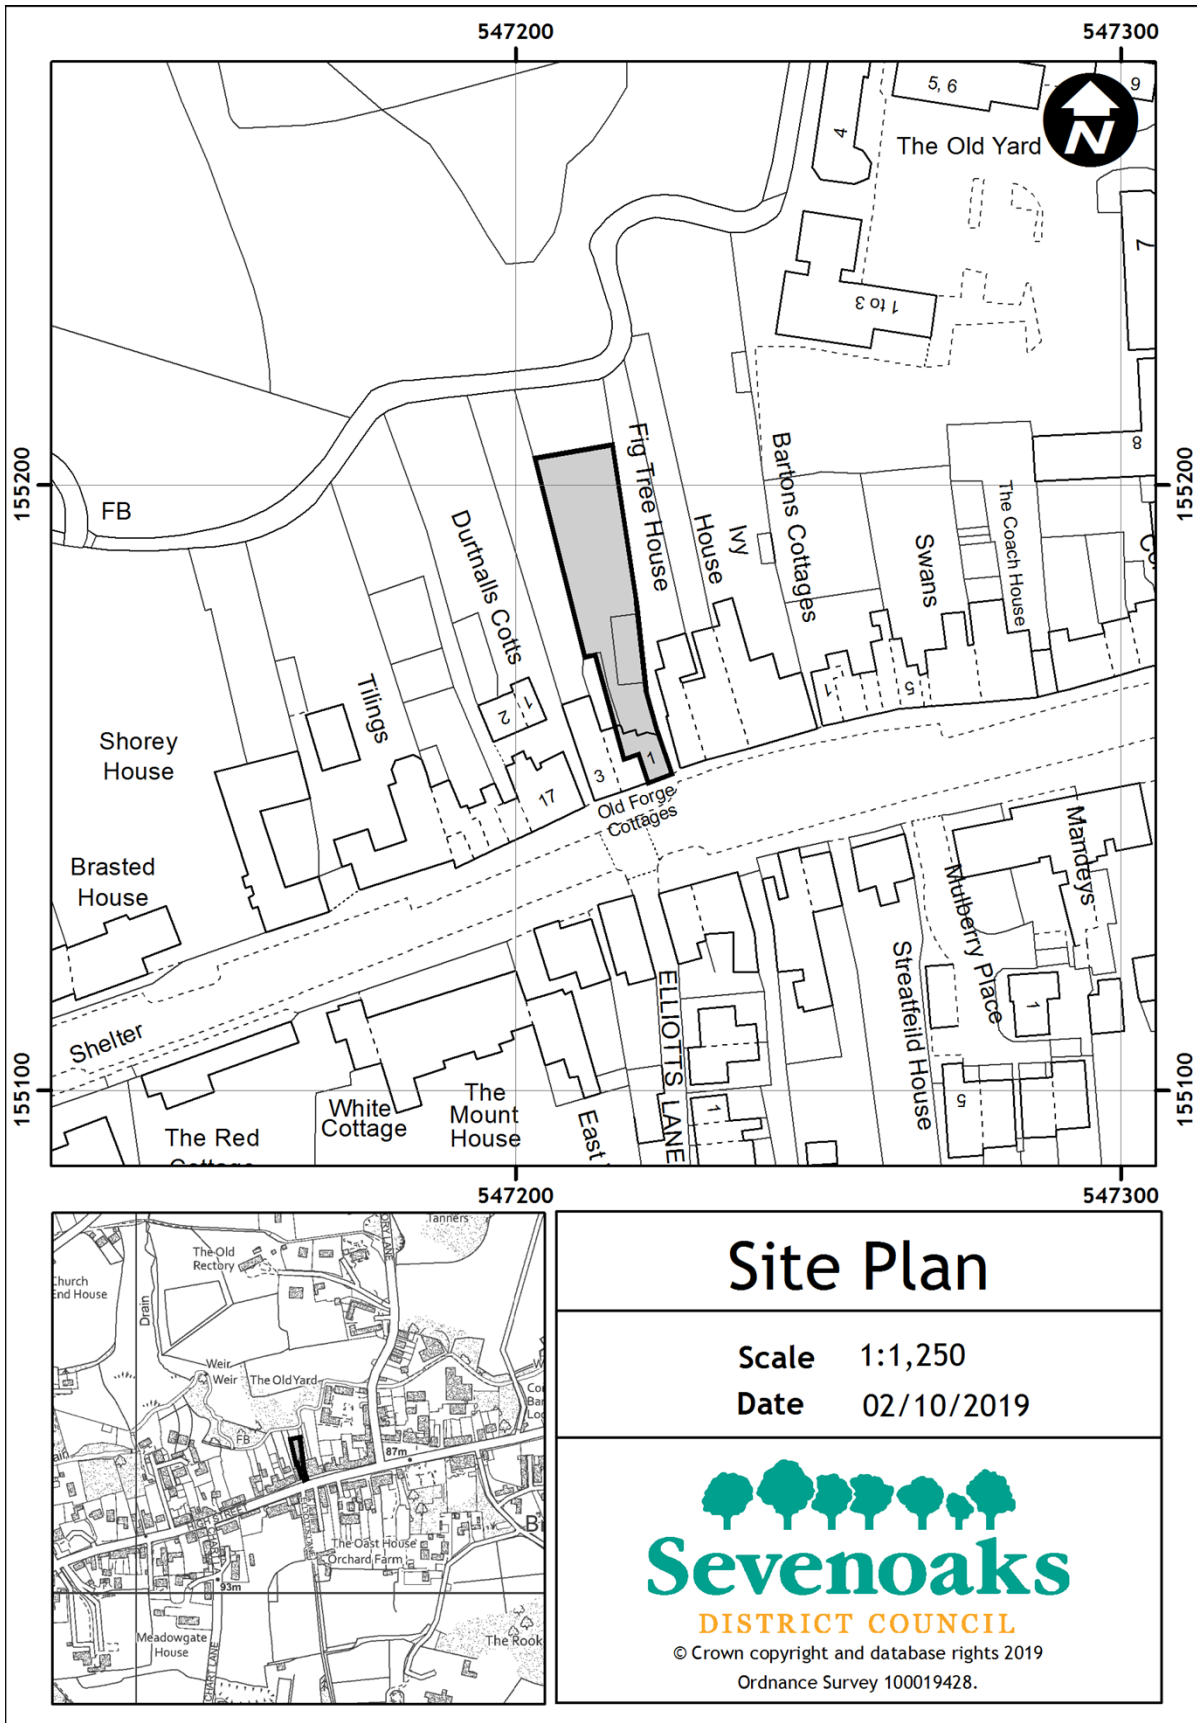 547200
547300
5, 6
9
4
The Old Yard
N
7
1 to 3
8
155200
155200
FB
Fig Tree House
Ivy
House
Bartons Cottages
Swans
The Coach House
Durtnalls Cotts
1
2
Tilings
Shorey
House
17
3
1
Old Forge
Cottages
1
5
Brasted
House
Mandeys
Mulberry Place
Streatfeild House
1
5
ELLIOTTS LANE
1
Shelter
155100
155100
White
Cottage
The
Mount
House
East
The Red
547200
547300
Tanners
The Old
Rectory
Church
End House
Drain
Weir
Weir
The Old Yard
FB
87m
The Oast House
Orchard Farm
93m
Meadowgate
House
CHART LANE
The Rook
Site Plan
Scale 1:1,250
Date 02/10/2019
Sevenoaks
DISTRICT COUNCIL
© Crown copyright and database rights 2019
Ordnance Survey 100019428.